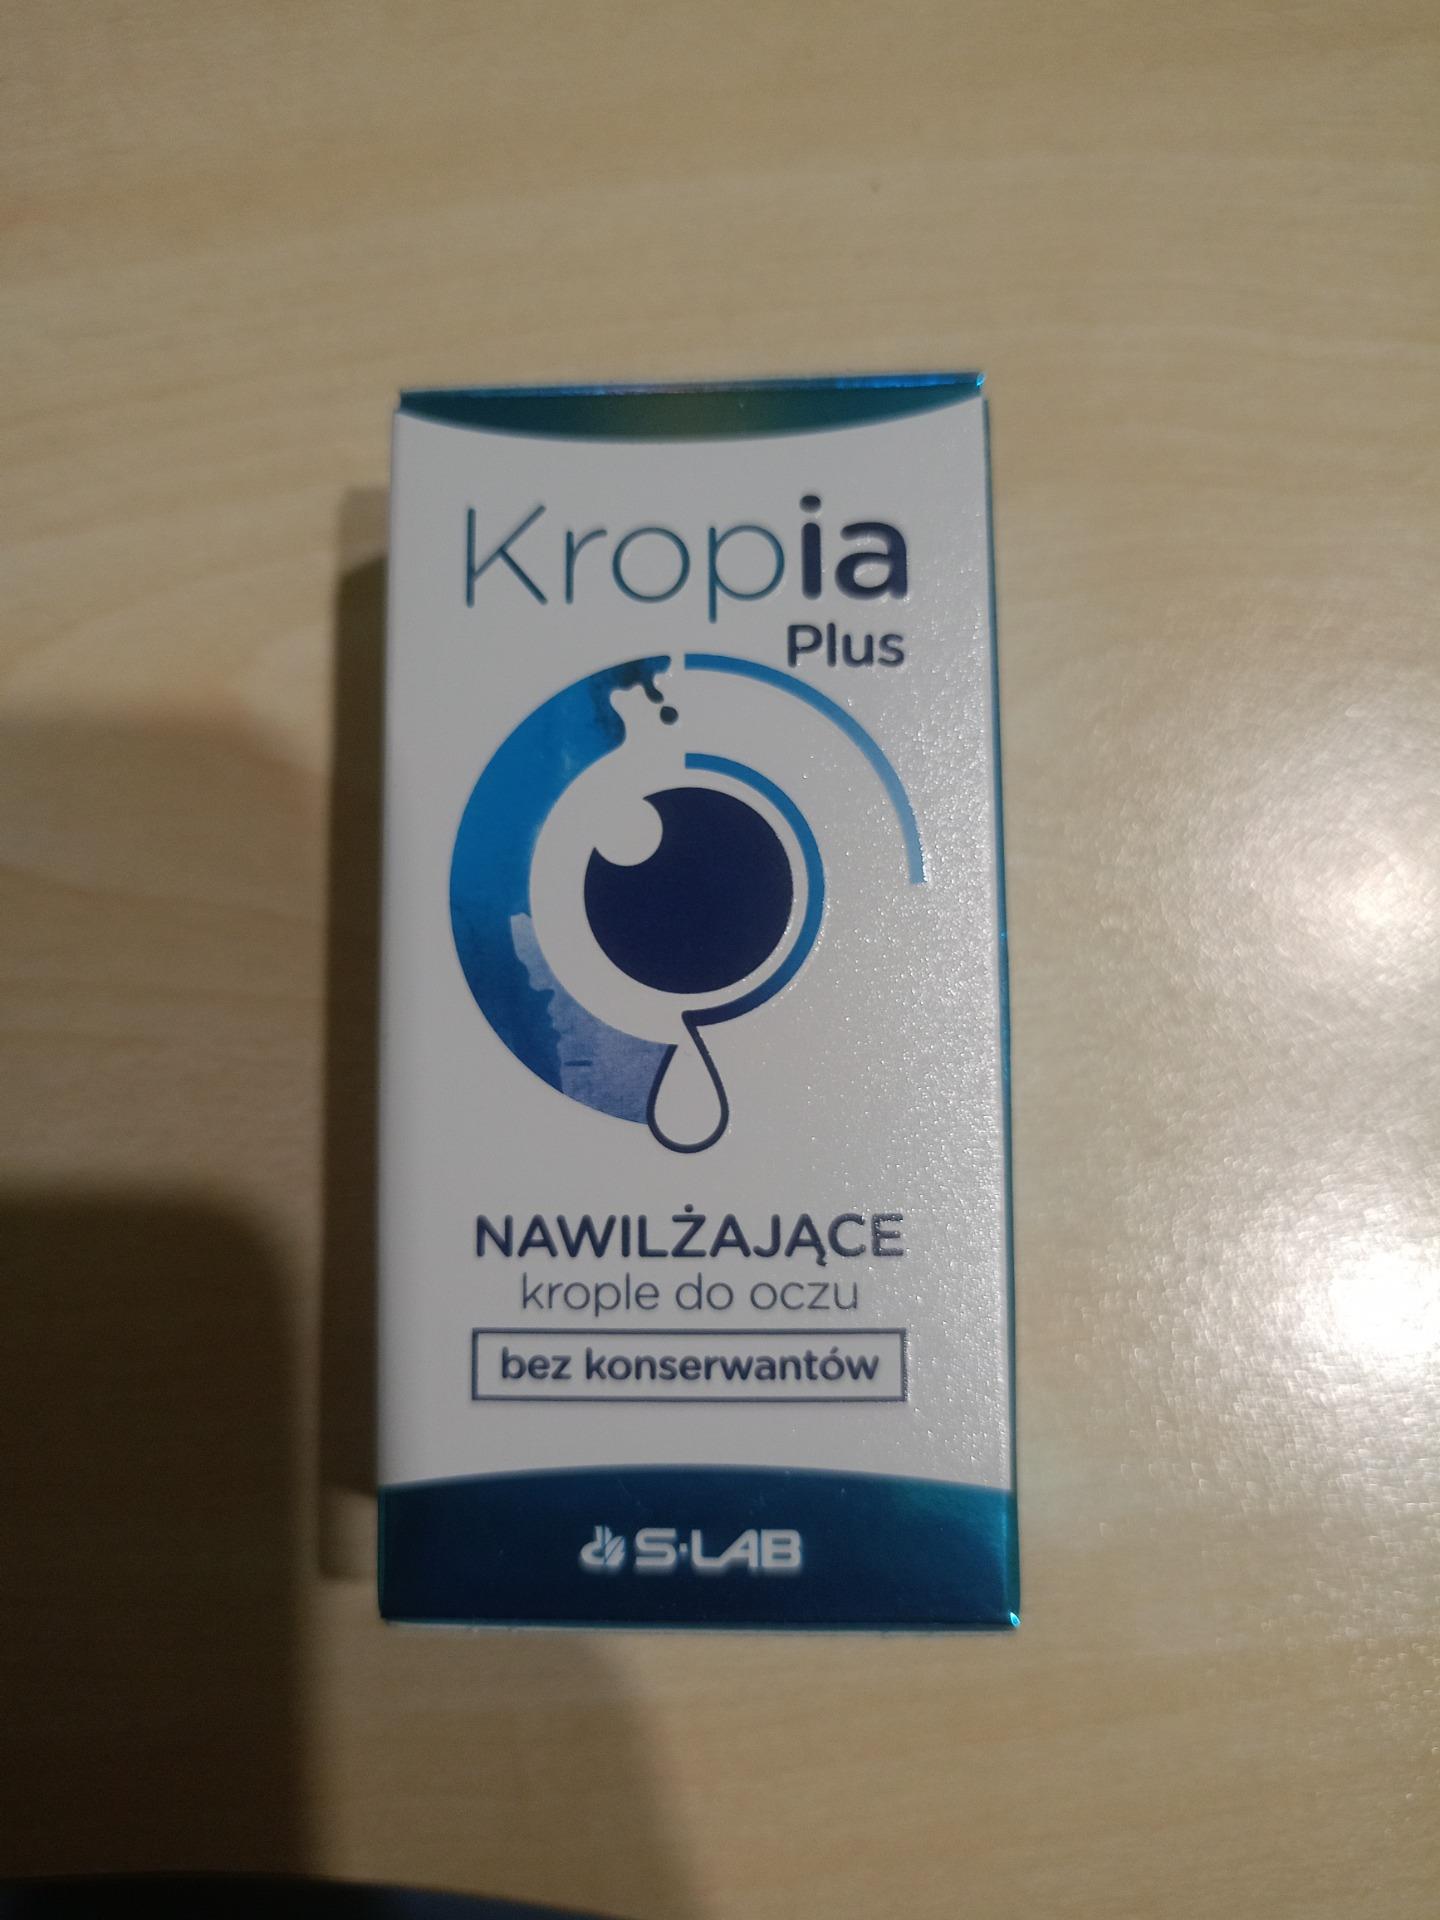 Kropia
Plus
NAWILŻAJĄCE
krople do oczu
bez konserwantów
S·LAB